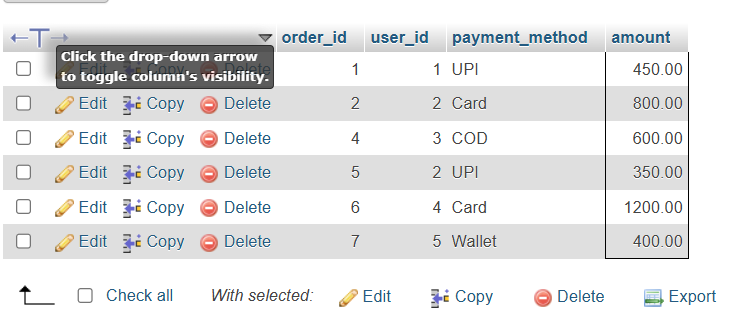 order_id user_id payment_method amount
Click the drop-down arrow
to toggle column's visibility.
1 1 UPI 450.00
Edit Copy Delete 2 2 Card 800.00
Edit Copy Delete 4 3 COD 600.00
Edit Copy Delete 5 2 UPI 350.00
Edit Copy Delete 6 4 Card 1200.00
Edit Copy Delete 7 5 Wallet 400.00
Check all With selected: Edit Copy Delete Export